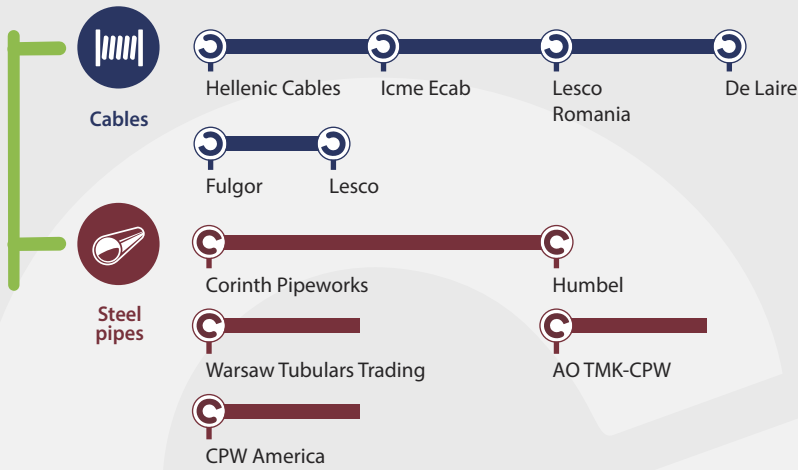 Cables
Hellenic Cables
Icme Ecab
Lesco
Romania
De Laire
Fulgor
Lesco
Steel
pipes
Corinth Pipeworks
Humbel
Warsaw Tubulars Trading
AO TMK-CPW
CPW America